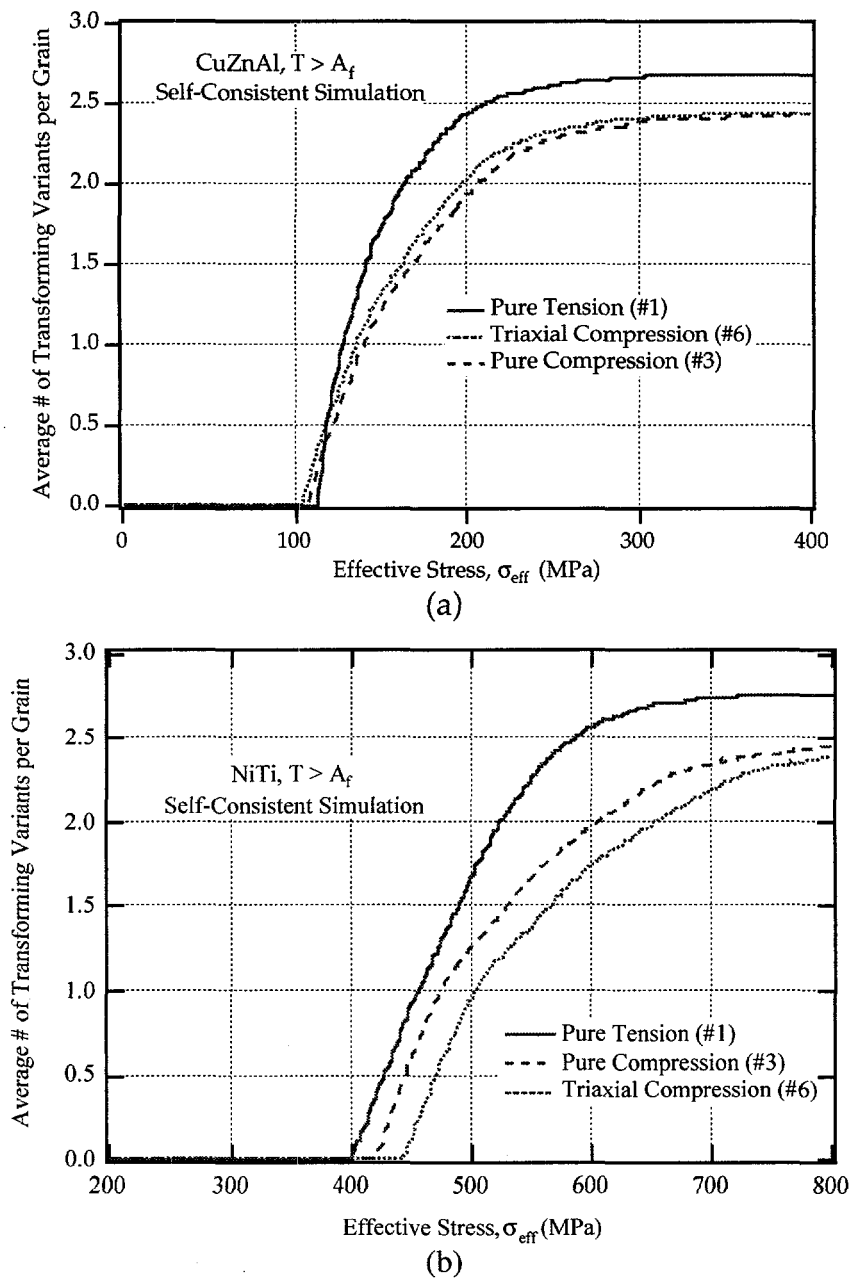 3.0
CuZnAl, T > Af
Self-Consistent Simulation
2.5
2.0
1.5
1.0
0.5
0.0
Average # of Transforming Variants per Grain
Pure Tension (#1)
Triaxial Compression (#6)
Pure Compression (#3)
0 100 200 300 400
Effective Stress, σeff (MPa)
(a)
3.0
2.5
NiTi, T > Af
Self-Consistent Simulation
2.0
1.5
1.0
0.5
0.0
Average # of Transforming Variants per Grain
Pure Tension (#1)
Pure Compression (#3)
Triaxial Compression (#6)
200 300 400 500 600 700 800
Effective Stress, σeff (MPa)
(b)